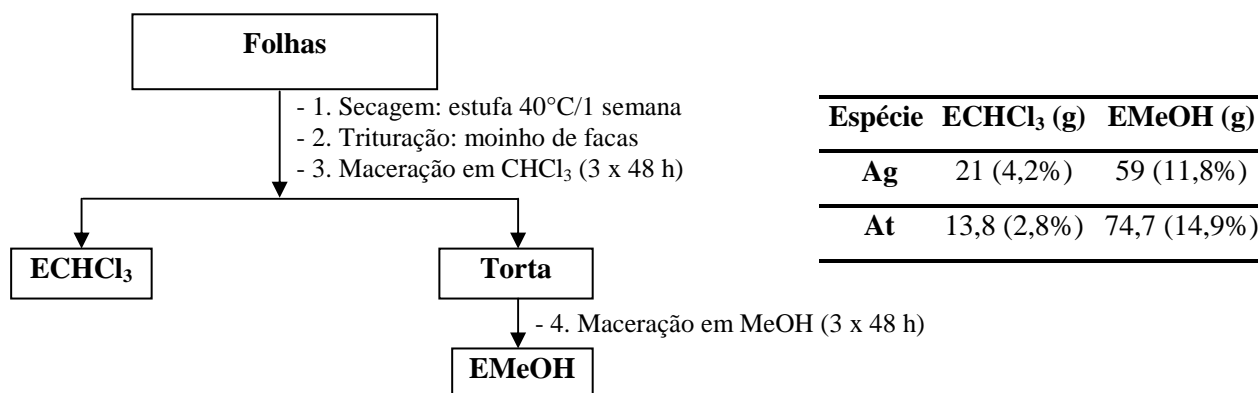 Folhas
- 1. Secagem: estufa 40°C/1 semana
- 2. Trituração: moinho de facas
- 3. Maceração em CHCl₃ (3 x 48 h)
ECHCl₃
Torta
- 4. Maceração em MeOH (3 x 48 h)
EMeOH
Espécie ECHCl₃ (g) EMeOH (g)
Ag 21 (4,2%) 59 (11,8%)
At 13,8 (2,8%) 74,7 (14,9%)